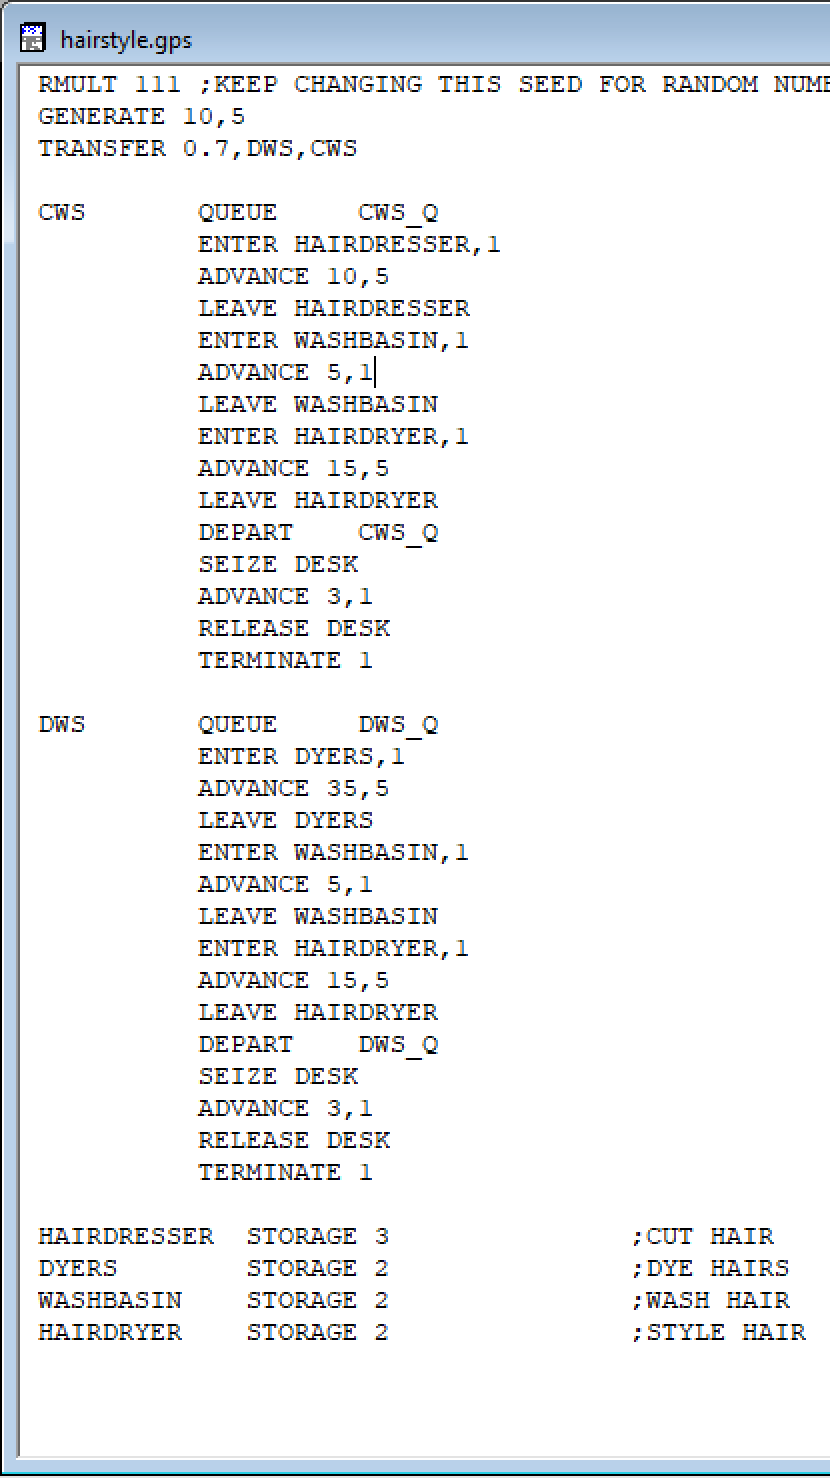 hairstyle.gps
RMULT 111 ;KEEP CHANGING THIS SEED FOR RANDOM
GENERATE 10,5
TRANSFER 0.7,DWS,CWS
CWS QUEUE CWS_Q
ENTER HAIRDRESSER,1
ADVANCE 10,5
LEAVE HAIRDRESSER
ENTER WASHBASIN,1
ADVANCE 5,1
LEAVE WASHBASIN
ENTER HAIRDRYER,1
ADVANCE 15,5
LEAVE HAIRDRYER
DEPART CWS_Q
SEIZE DESK
ADVANCE 3,1
RELEASE DESK
TERMINATE 1
DWS QUEUE DWS_Q
ENTER DYERS,1
ADVANCE 35,5
LEAVE DYERS
ENTER WASHBASIN,1
ADVANCE 5,1
LEAVE WASHBASIN
ENTER HAIRDRYER,1
ADVANCE 15,5
LEAVE HAIRDRYER
DEPART DWS_Q
SEIZE DESK
ADVANCE 3,1
RELEASE DESK
TERMINATE 1
HAIRDRESSER STORAGE 3 ;CUT HAIR
DYERS STORAGE 2 ;DYE HAIRS
WASHBASIN STORAGE 2 ;WASH HAIR
HAIRDRYER STORAGE 2 ;STYLE HAIR